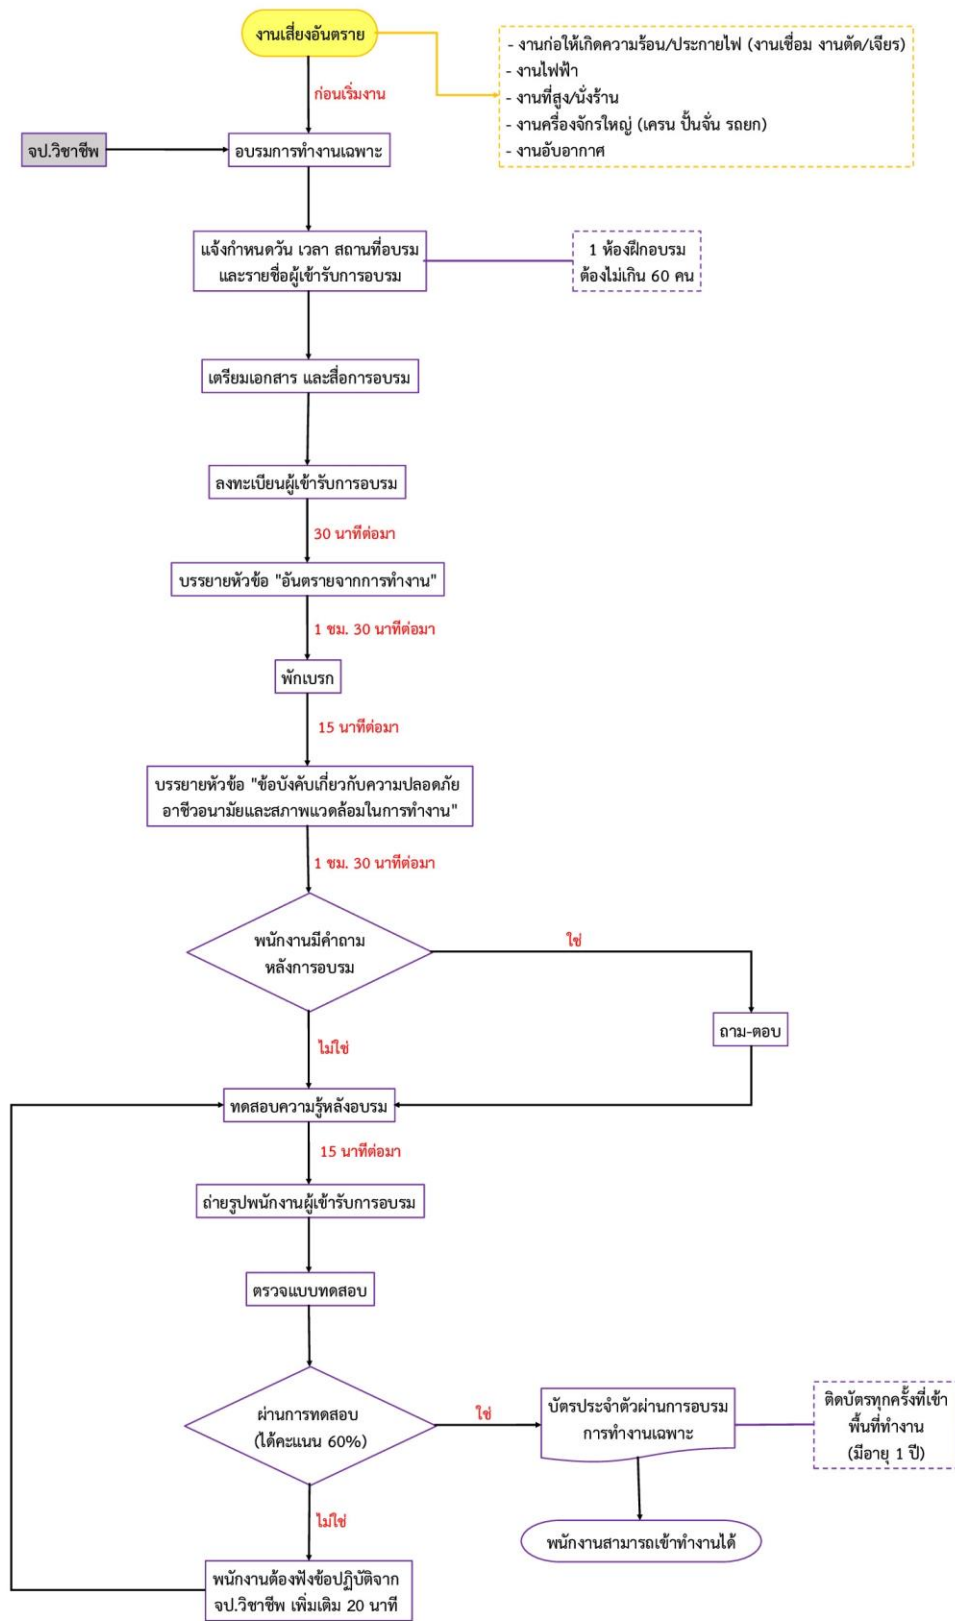 งานเสี่ยงอันตราย
- งานก่อให้เกิดความร้อน/ประกายไฟ (งานเชื่อม งานตัด/เจียร)
- งานไฟฟ้า
- งานที่สูง/นั่งร้าน
- งานเครื่องจักรใหญ่ (เครน ปั้นจั่น รถยก)
- งานอับอากาศ
ก่อนเริ่มงาน
จป.วิชาชีพ
อบรมการทำงานเฉพาะ
แจ้งกำหนดวัน เวลา สถานที่อบรม
และรายชื่อผู้เข้ารับการอบรม
1 ห้องฝึกอบรม
ต้องไม่เกิน 60 คน
เตรียมเอกสาร และสื่อการอบรม
ลงทะเบียนผู้เข้ารับการอบรม
30 นาทีต่อมา
บรรยายหัวข้อ "อันตรายจากการทำงาน"
1 ชม. 30 นาทีต่อมา
พักเบรก
15 นาทีต่อมา
บรรยายหัวข้อ "ข้อบังคับเกี่ยวกับความปลอดภัย
อาชีวอนามัยและสภาพแวดล้อมในการทำงาน"
1 ชม. 30 นาทีต่อมา
พนักงานมีคำถาม
หลังการอบรม
ใช่
ถาม-ตอบ
ไม่ใช่
ทดสอบความรู้หลังอบรม
15 นาทีต่อมา
ถ่ายรูปพนักงานผู้เข้ารับการอบรม
ตรวจแบบทดสอบ
ผ่านการทดสอบ
(ได้คะแนน 60%)
ใช่
บัตรประจำตัวผ่านการอบรม
การทำงานเฉพาะ
ติดบัตรทุกครั้งที่เข้า
พื้นที่ทำงาน
(มีอายุ 1 ปี)
ไม่ใช่
พนักงานสามารถเข้าทำงานได้
พนักงานต้องฟังข้อปฏิบัติจาก
จป.วิชาชีพ เพิ่มเติม 20 นาที